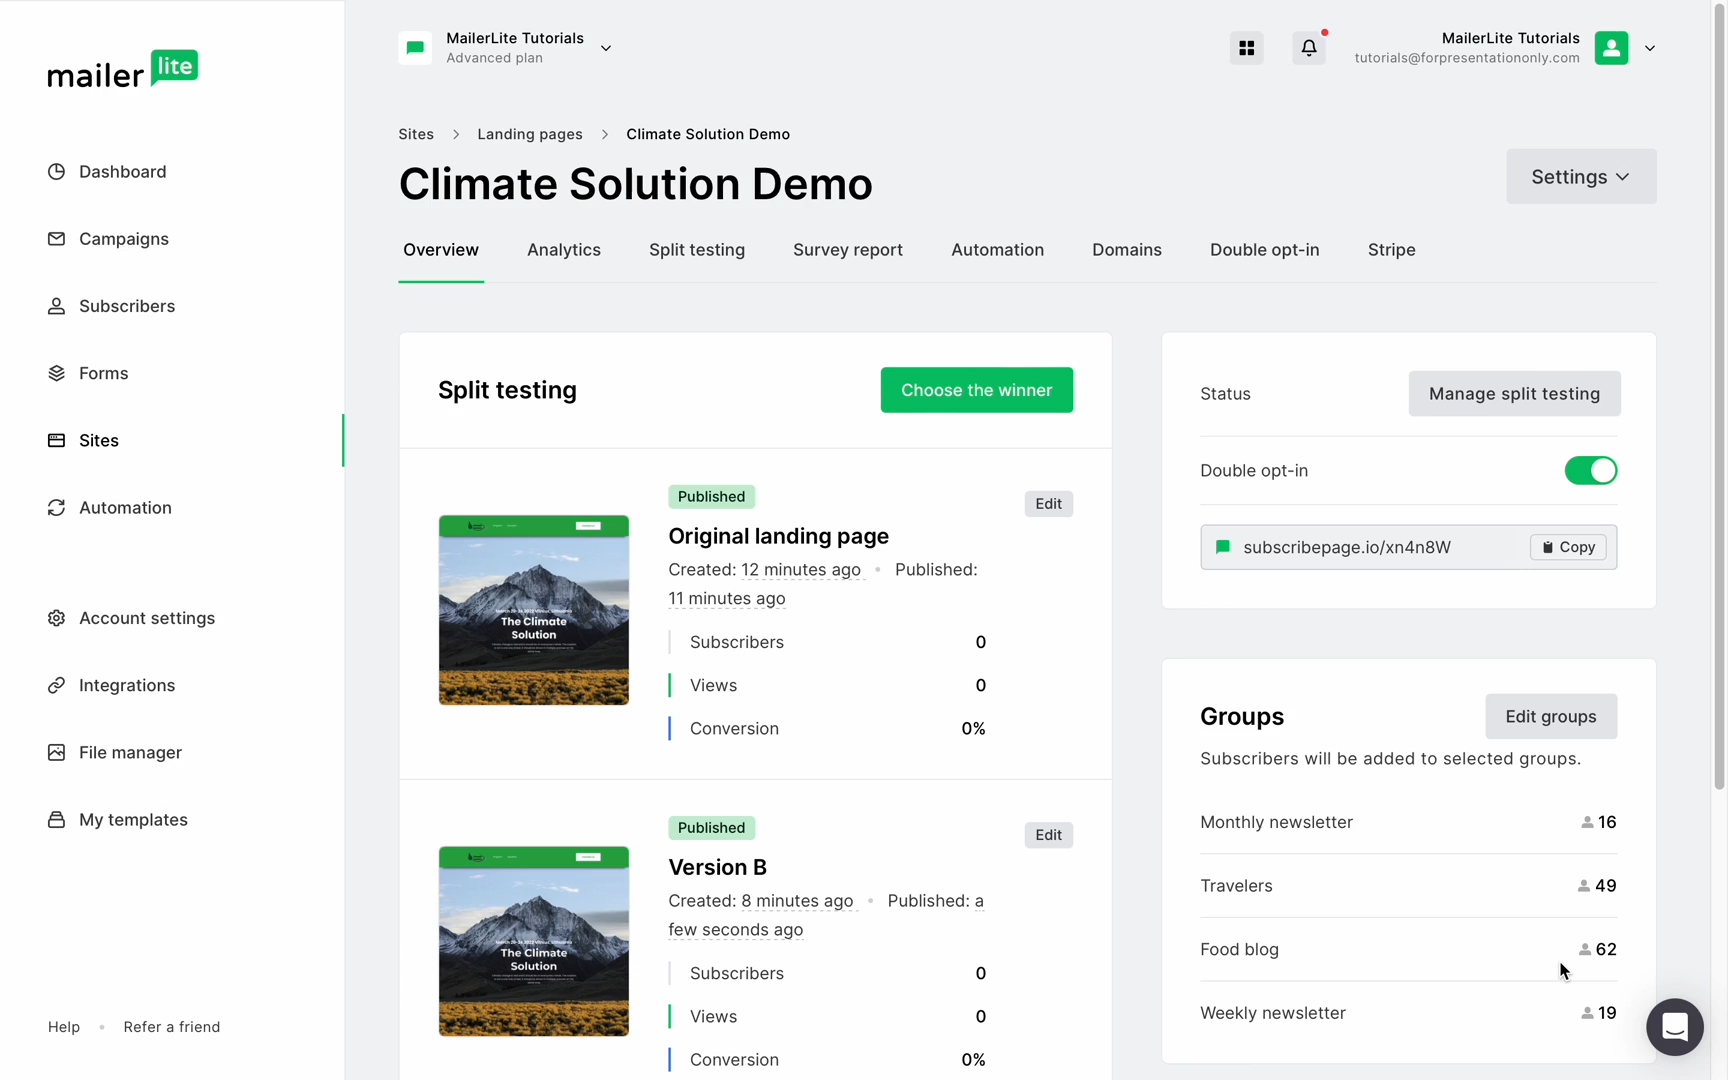 mailer lite
MailerLite Tutorials
Advanced plan
MailerLite Tutorials
tutorials@forpresentationonly.com
Dashboard
Campaigns
Subscribers
Forms
Sites
Automation
Account settings
Integrations
File manager
My templates
Help • Refer a friend
Sites > Landing pages > Climate Solution Demo
Climate Solution Demo
Settings
Overview Analytics Split testing Survey report Automation Domains Double opt-in Stripe
Split testing
Choose the winner
Published
Edit
Original landing page
Created: 12 minutes ago • Published:
11 minutes ago
Subscribers 0
Views 0
Conversion 0%
The Climate
Solution
Published
Edit
Version B
Created: 8 minutes ago • Published: a
few seconds ago
Subscribers 0
Views 0
Conversion 0%
The Climate
Solution
Status
Manage split testing
Double opt-in
subscribepage.io/xn4n8W
Copy
Groups
Edit groups
Subscribers will be added to selected groups.
Monthly newsletter 16
Travelers 49
Food blog 62
Weekly newsletter 19